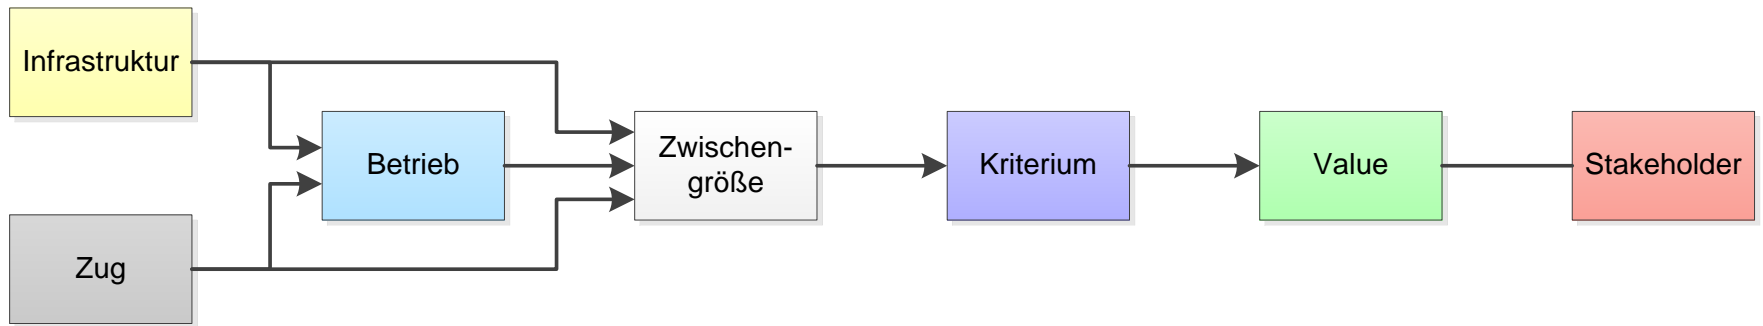 Infrastruktur
Zug
Betrieb
Zwischen-
größe
Kriterium
Value
Stakeholder